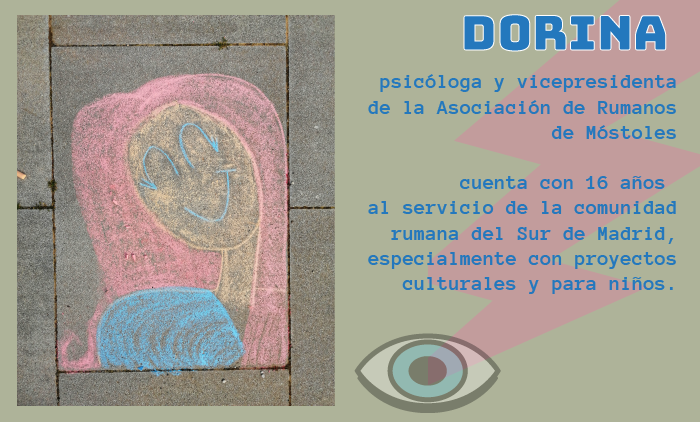 DORINA
psicóloga y vicepresidenta
de la Asociación de Rumanos
de Móstoles
cuenta con 16 años
al servicio de la comunidad
rumana del Sur de Madrid,
especialmente con proyectos
culturales y para niños.